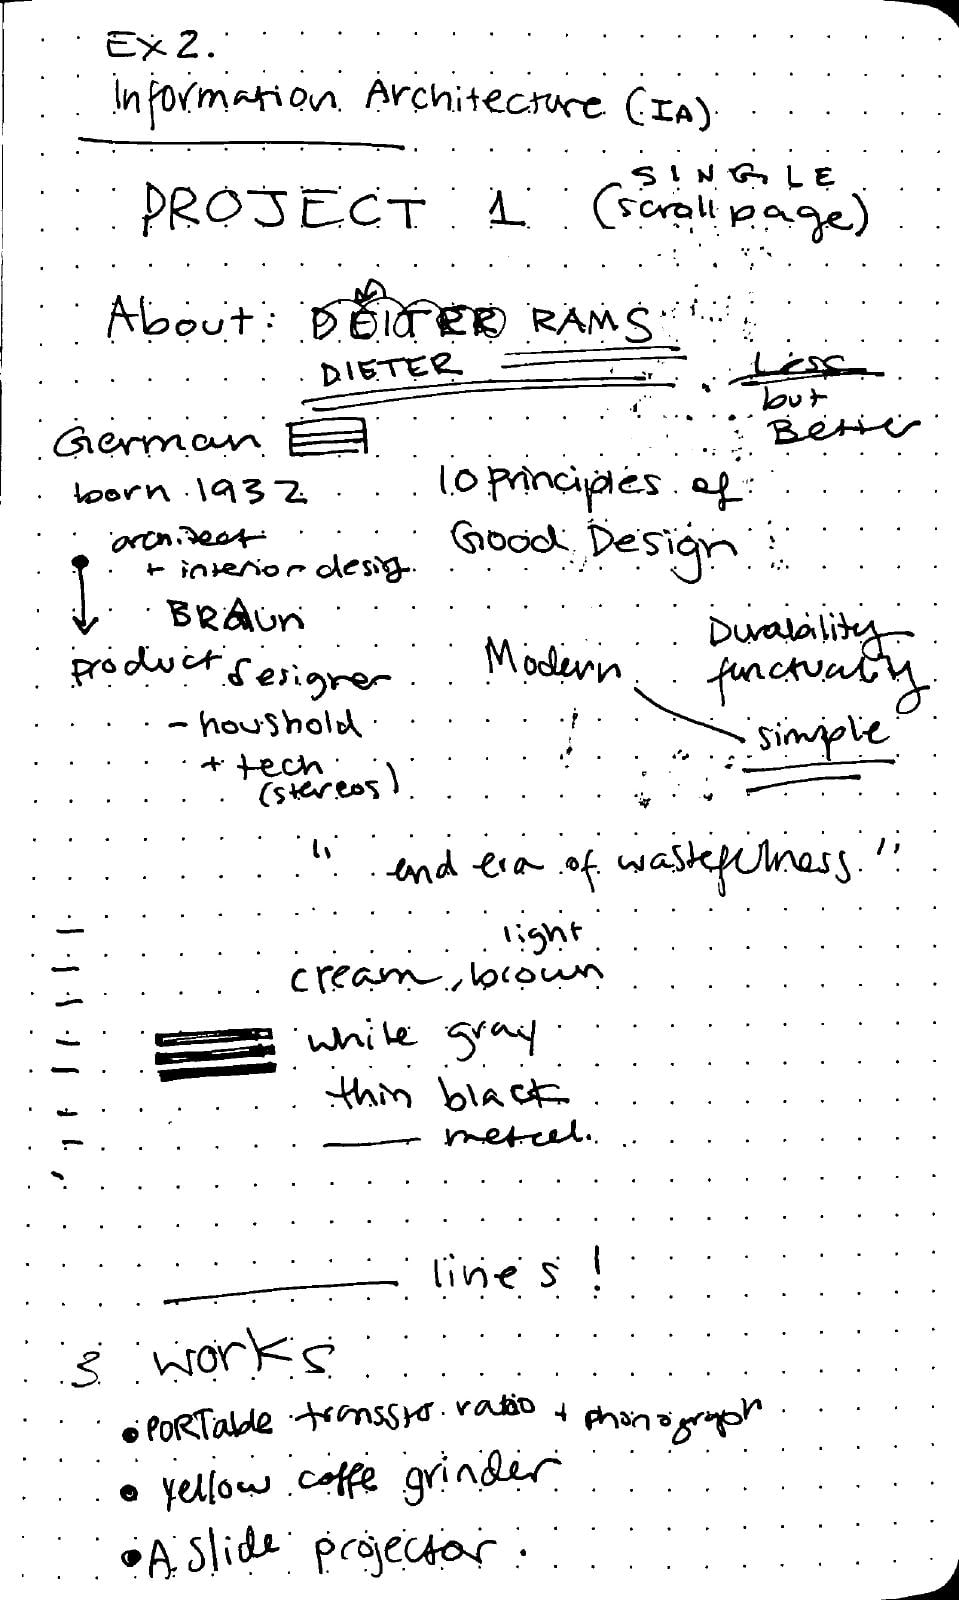 Ex 2.
Information Architecture (IA)
PROJECT 1 (SINGLE scroll page)
About: DEITER RAMS
DIETER
Less
but
Better
German
born 1932
10 principles of
Good Design
architect
+ interior desig.
BRAUN
product designer
- houshold
+ tech
(stereos)
Modern
Durability
simple
" end era of wastefulness "
light
cream, brown
white gray
thin black
metal.
lines !
3 works
• PORTable transstr. radio + phonograph
• yellow coffe grinder
• A slide projector.